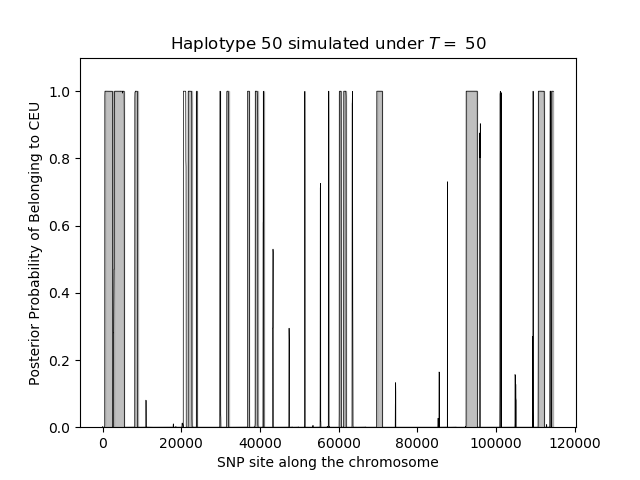 Haplotype 50 simulated under T = 50
Posterior Probability of Belonging to CEU
1.0
0.8
0.6
0.4
0.2
0.0
0 20000 40000 60000 80000 100000 120000
SNP site along the chromosome